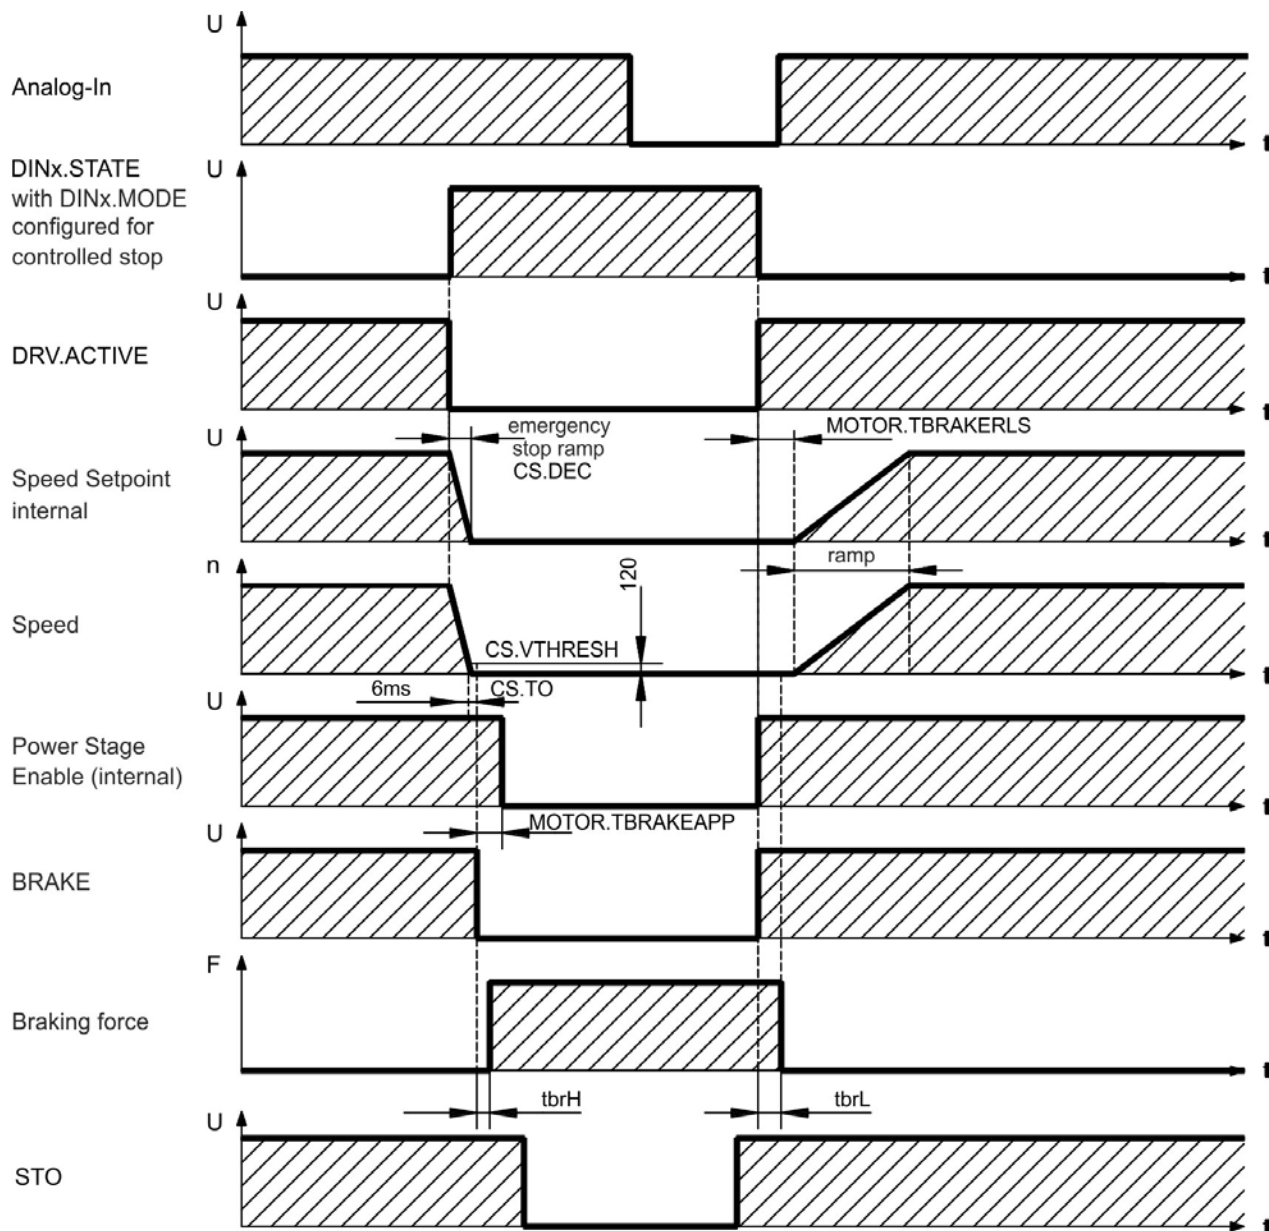 U
Analog-In
t
DINx.STATE
with DINx.MODE
configured for
controlled stop
U
t
U
DRV.ACTIVE
t
U
Speed Setpoint
internal
emergency
stop ramp
CS.DEC
MOTOR.TBRAKERLS
t
n
Speed
ramp
120
CS.VTHRESH
t
6ms
CS.TO
U
Power Stage
Enable (internal)
t
MOTOR.TBRAKEAPP
U
BRAKE
t
F
Braking force
t
tbrH
tbrL
U
STO
t